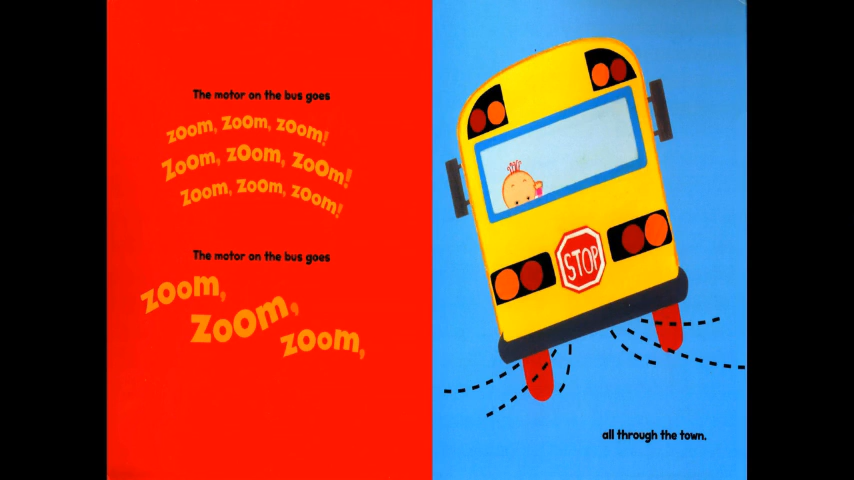 The motor on the bus goes
zoom, zoom, zoom!
Zoom, zoom, zoom!
Zoom, zoom, zoom!
The motor on the bus goes
zoom,
zoom,
zoom,
STOP
all through the town.